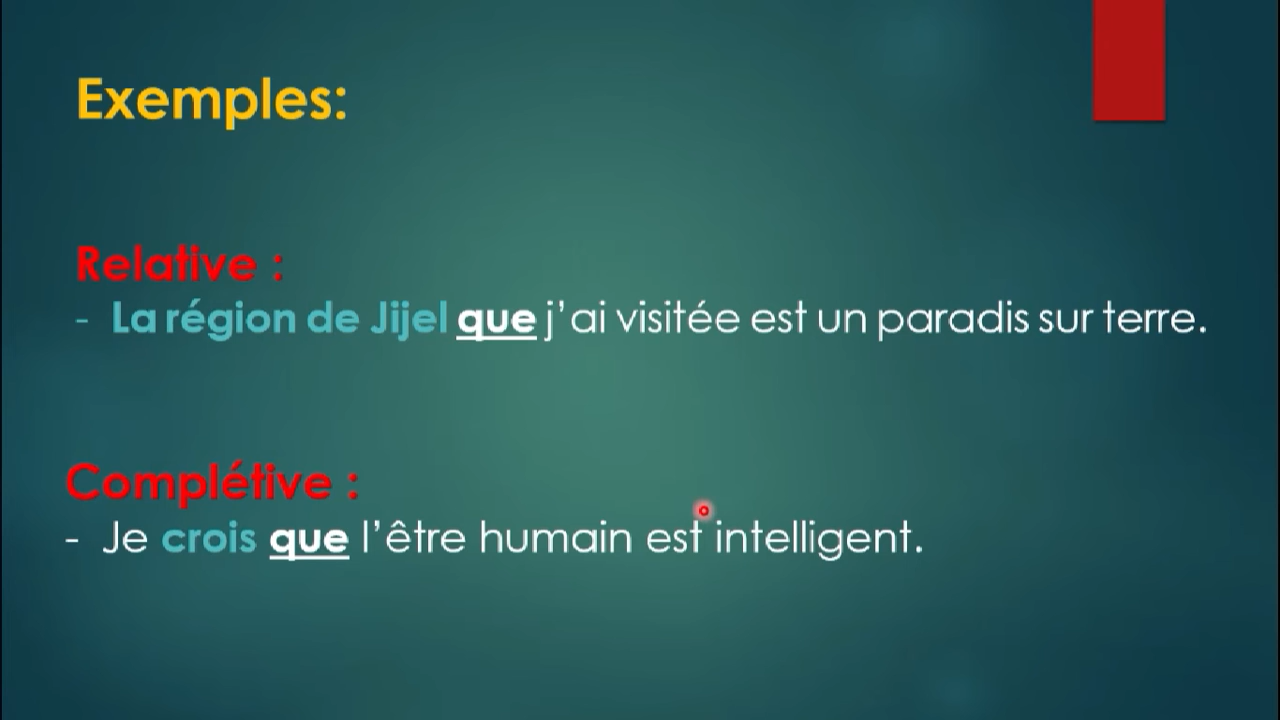 Exemples:
Relative :
- La région de Jijel que j’ai visitée est un paradis sur terre.
Complétive :
- Je crois que l’être humain est intelligent.